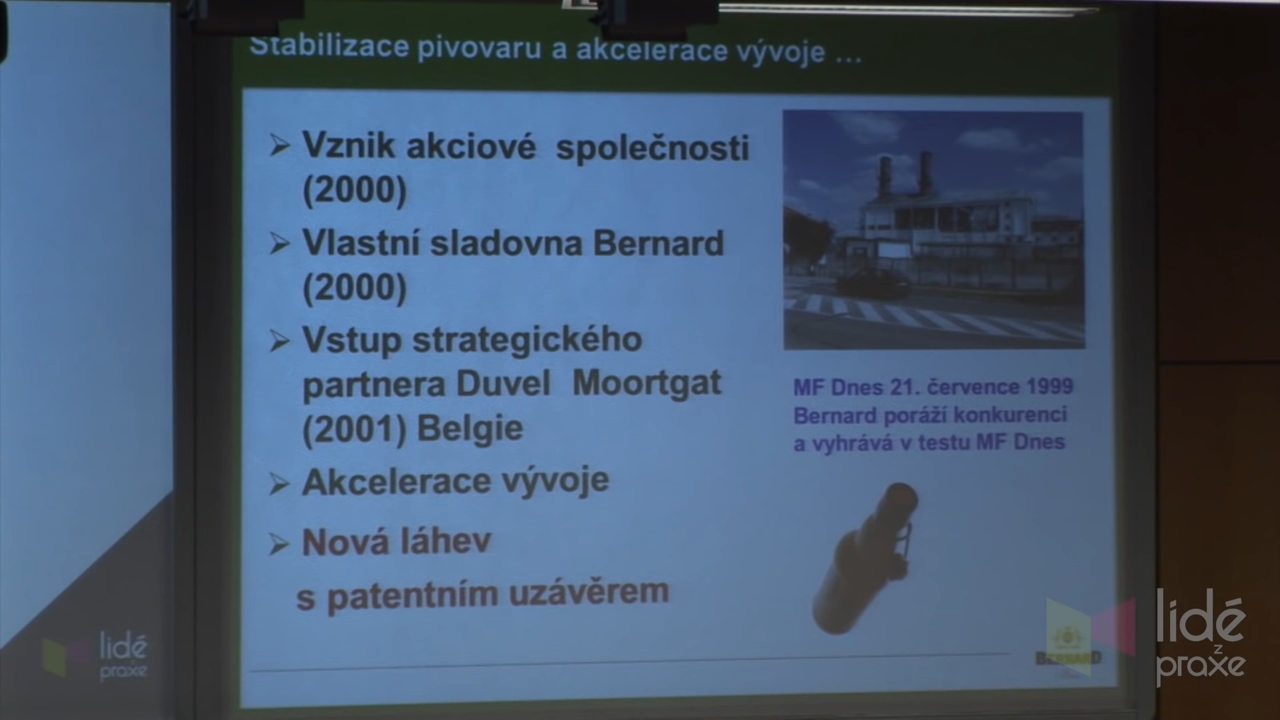 Stabilizace pivovaru a akcelerace vývoje ...
Vznik akciové společnosti
(2000)
Vlastní sladovna Bernard
(2000)
Vstup strategického
partnera Duvel Moortgat
(2001) Belgie
Akcelerace vývoje
Nová láhev
s patentním uzávěrem
MF Dnes 21. července 1999
Bernard poráží konkurenci
a vyhrává v testu MF Dnes
BERNARD
lidé
z
praxe
lidé
z
praxe